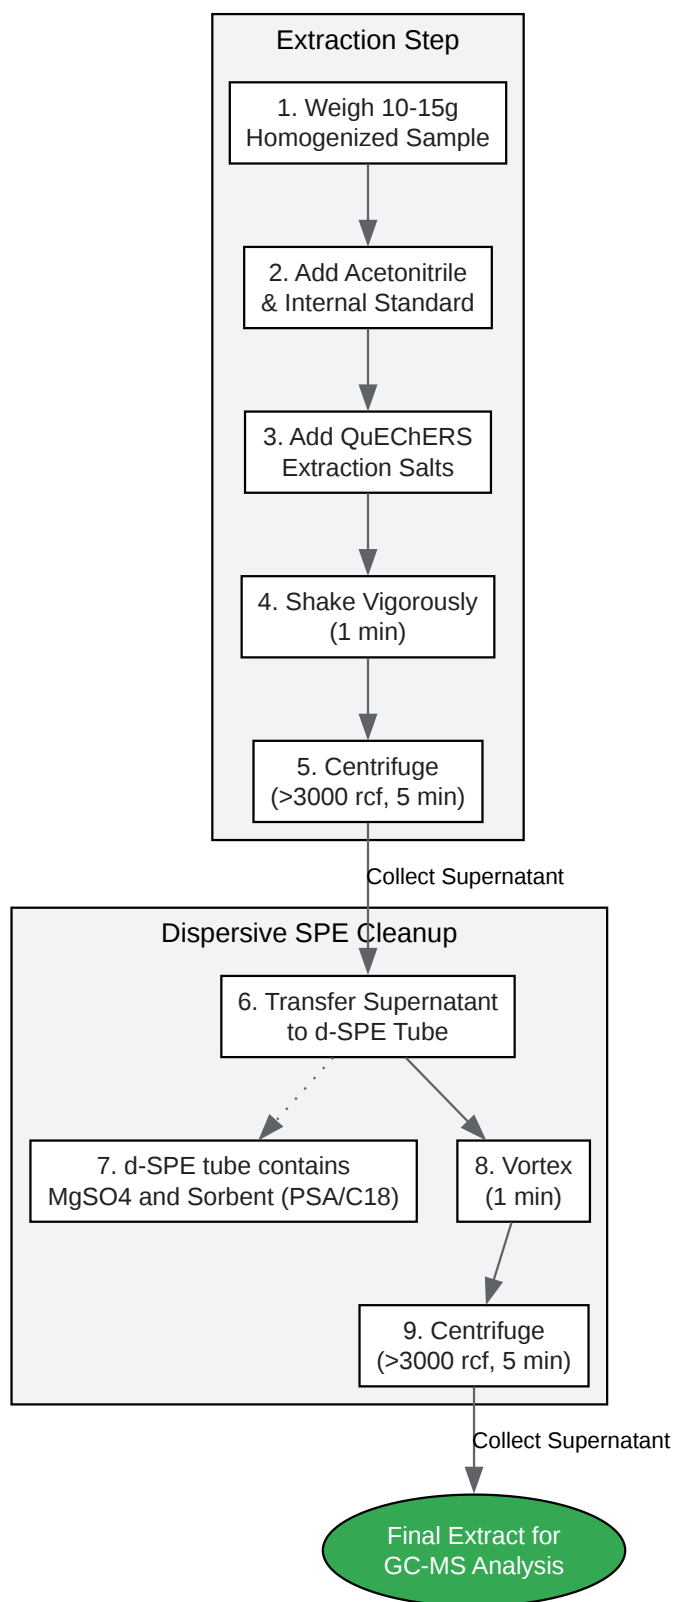 Extraction Step
1. Weigh 10-15g
Homogenized Sample
2. Add Acetonitrile
& Internal Standard
3. Add QuEChERS
Extraction Salts
4. Shake Vigorously
(1 min)
5. Centrifuge
(>3000 rcf, 5 min)
Collect Supernatant
Dispersive SPE Cleanup
6. Transfer Supernatant
to d-SPE Tube
7. d-SPE tube contains
MgSO4 and Sorbent (PSA/C18)
8. Vortex
(1 min)
9. Centrifuge
(>3000 rcf, 5 min)
Collect Supernatant
Final Extract for
GC-MS Analysis